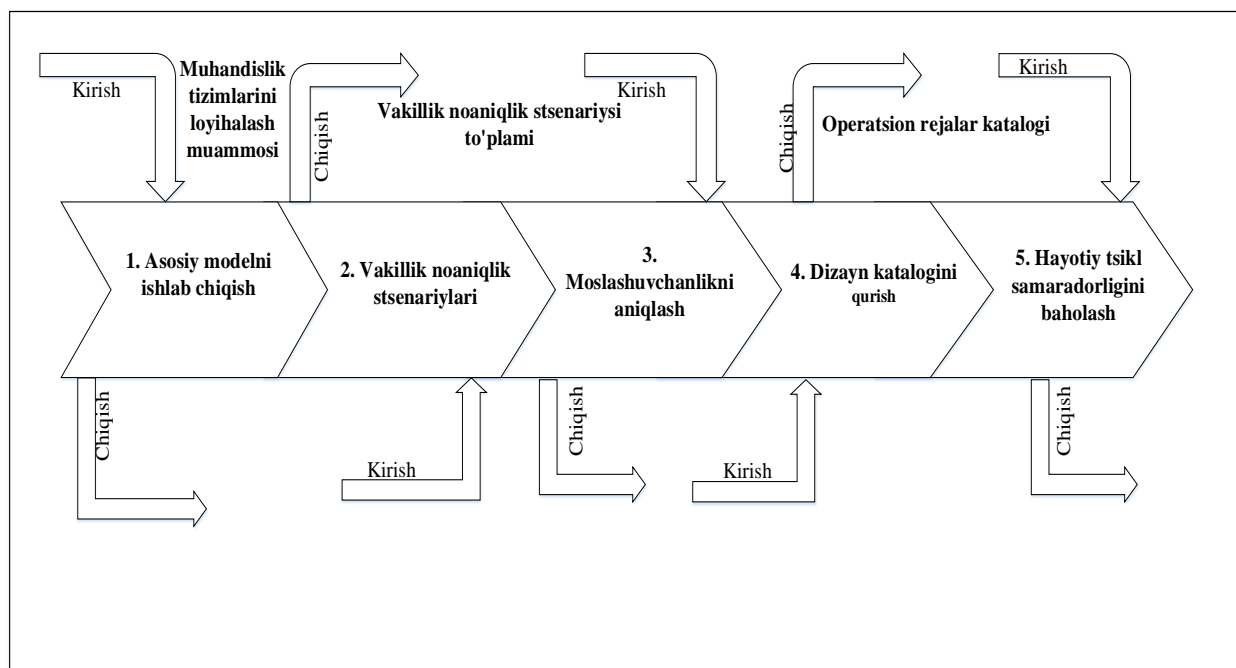 Kirish
Muhandislik
tizimlarini
loyihalash
muammosi
Chiqish
Vakillik noaniqlik stsenariysi
to'plami
Kirish
Chiqish
Operatsion rejalar katalogi
Kirish
1. Asosiy modelni
ishlab chiqish
2. Vakillik noaniqlik
stsenariylari
3.
Moslashuvchanlikni
aniqlash
4. Dizayn katalogini
qurish
5. Hayotiy tsikl
samaradorligini
baholash
Chiqish
Kirish
Chiqish
Kirish
Chiqish